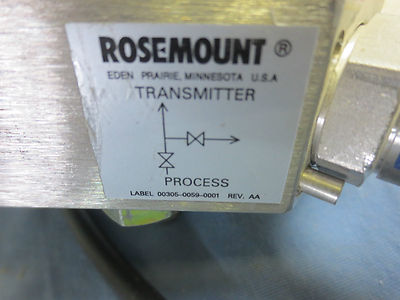 ROSEMOUNT ®
EDEN PRAIRIE, MINNESOTA U.S.A
TRANSMITTER
PROCESS
LABEL 00305-0059-0001 REV. AA